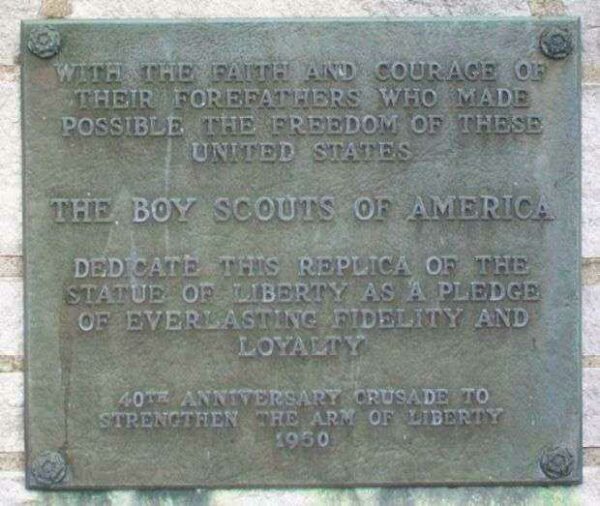 WITH THE FAITH AND COURAGE OF
THEIR FOREFATHERS WHO MADE
POSSIBLE THE FREEDOM OF THESE
UNITED STATES
THE BOY SCOUTS OF AMERICA
DEDICATE THIS REPLICA OF THE
STATUE OF LIBERTY AS A PLEDGE
OF EVERLASTING FIDELITY AND
LOYALTY
40TH ANNIVERSARY CRUSADE TO
STRENGTHEN THE ARM OF LIBERTY
1950